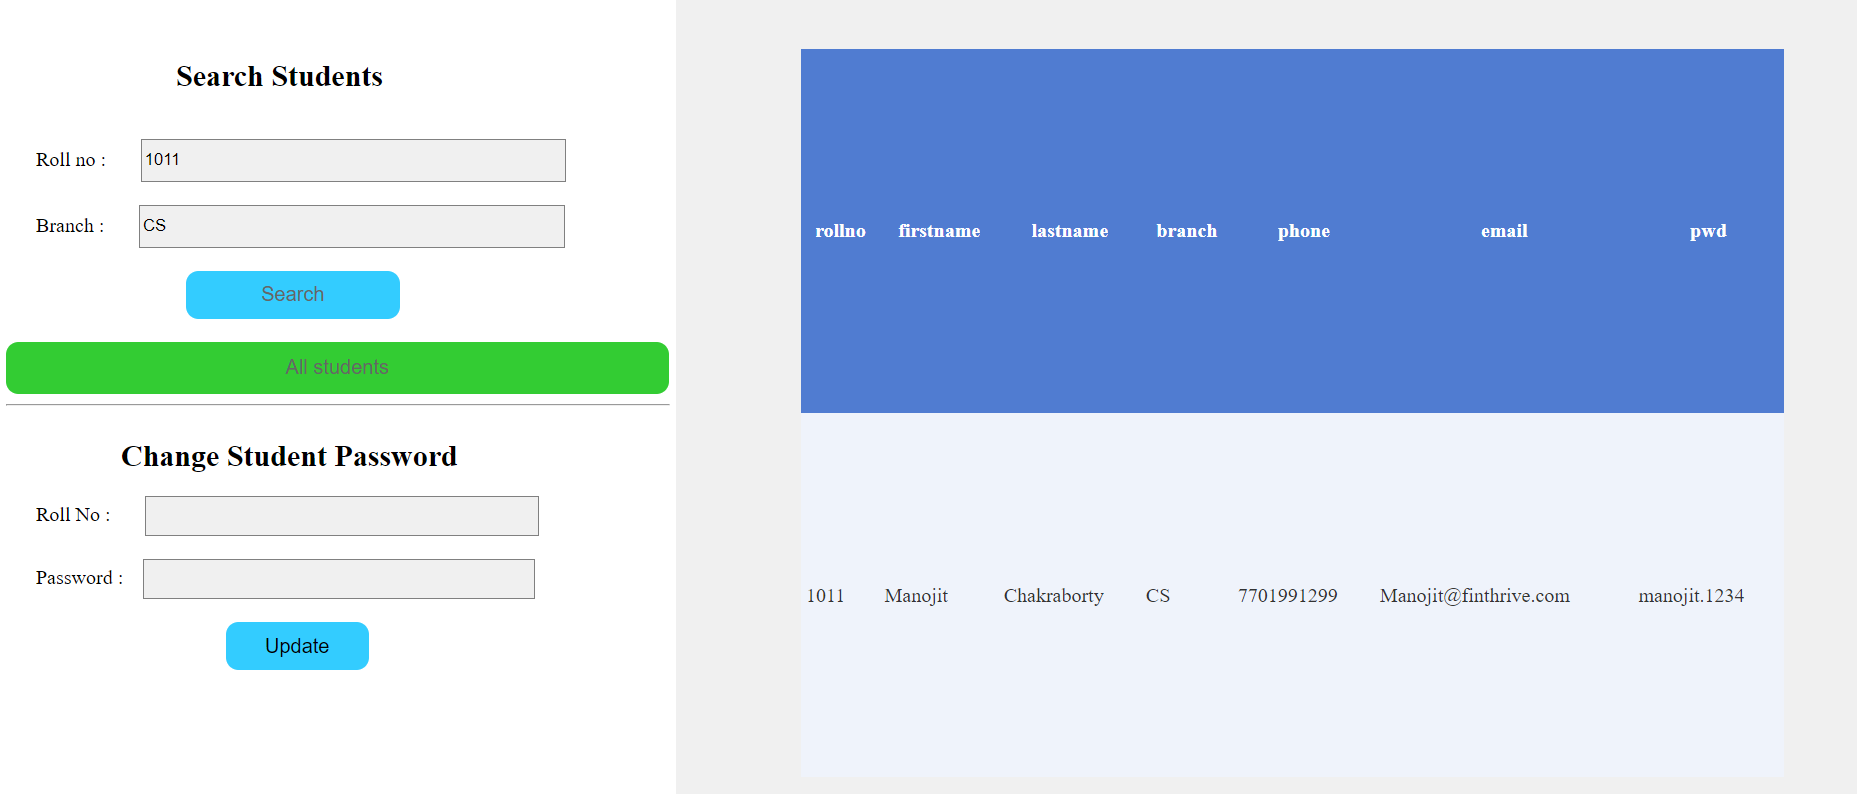 Search Students
Roll no : 1011
Branch : CS
Search
All students
Change Student Password
Roll No :
Password :
Update
rollno firstname lastname branch phone email pwd
1011 Manojit Chakraborty CS 7701991299 Manojit@finthrive.com manojit.1234